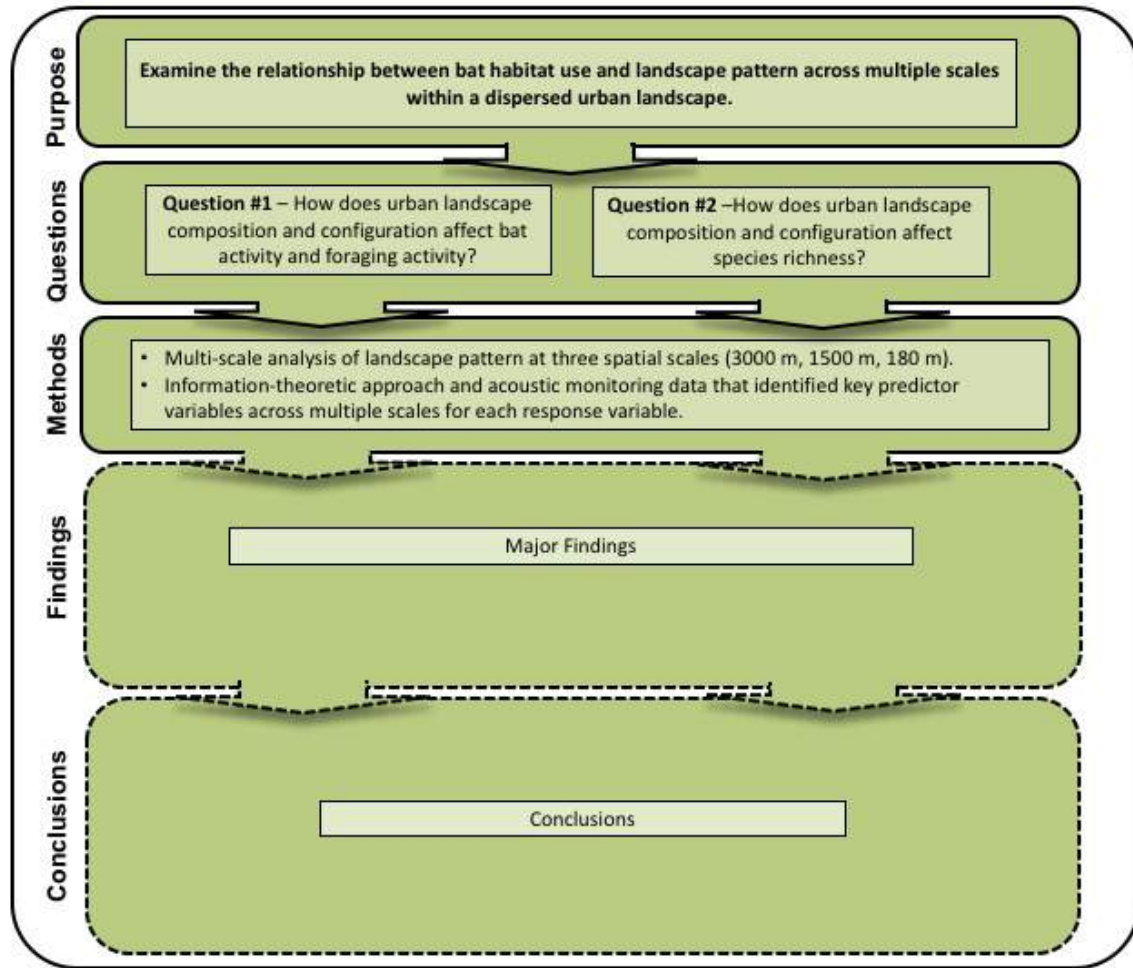 Purpose
Examine the relationship between bat habitat use and landscape pattern across multiple scales
within a dispersed urban landscape.
Questions
Question #1 – How does urban landscape
composition and configuration affect bat
activity and foraging activity?
Question #2 –How does urban landscape
composition and configuration affect
species richness?
Methods
• Multi-scale analysis of landscape pattern at three spatial scales (3000 m, 1500 m, 180 m).
• Information-theoretic approach and acoustic monitoring data that identified key predictor
variables across multiple scales for each response variable.
Findings
Major Findings
Conclusions
Conclusions